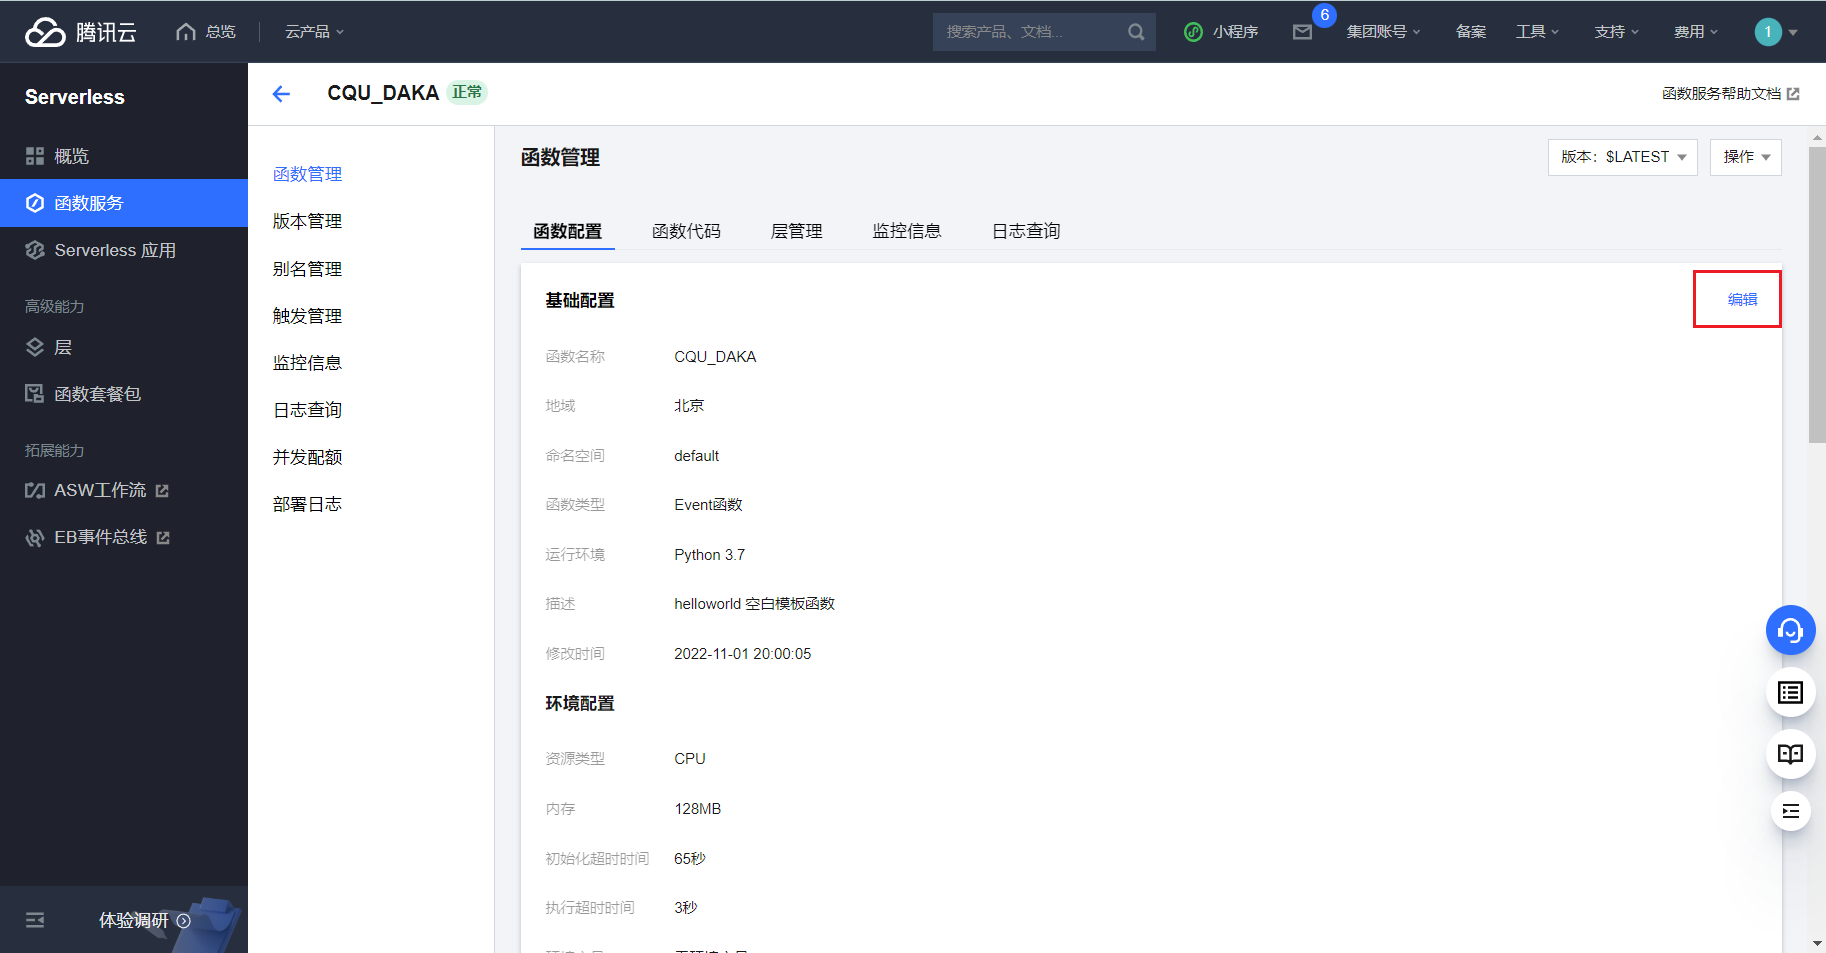 腾讯云
总览
云产品
搜索产品、文档...
小程序
6
集团账号
备案
工具
支持
费用
1
Serverless
概览
函数服务
Serverless 应用
高级能力
层
函数套餐包
拓展能力
ASW工作流
EB事件总线
体验调研
CQU_DAKA
正常
函数服务帮助文档
函数管理
版本管理
别名管理
触发管理
监控信息
日志查询
并发配额
部署日志
函数管理
版本：$LATEST
操作
函数配置
函数代码
层管理
监控信息
日志查询
基础配置
编辑
函数名称 CQU_DAKA
地域 北京
命名空间 default
函数类型 Event函数
运行环境 Python 3.7
描述 helloworld 空白模板函数
修改时间 2022-11-01 20:00:05
环境配置
资源类型 CPU
内存 128MB
初始化超时时间 65秒
执行超时时间 3秒